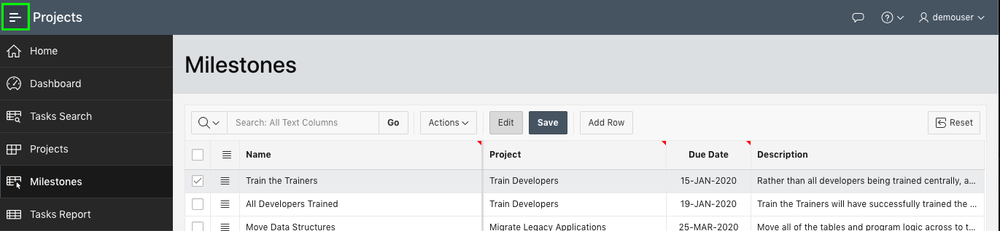 Projects
demouser
Home
Dashboard
Tasks Search
Projects
Milestones
Tasks Report
Milestones
Search: All Text Columns Go Actions Edit Save Add Row Reset
Name Project Due Date Description
Train the Trainers Train Developers 15-JAN-2020 Rather than all developers being trained centrally, a...
All Developers Trained Train Developers 19-JAN-2020 Train the Trainers will have successfully trained the ...
Move Data Structures Migrate Legacy Applications 25-MAR-2020 Move all of the tables and program logic across to t...